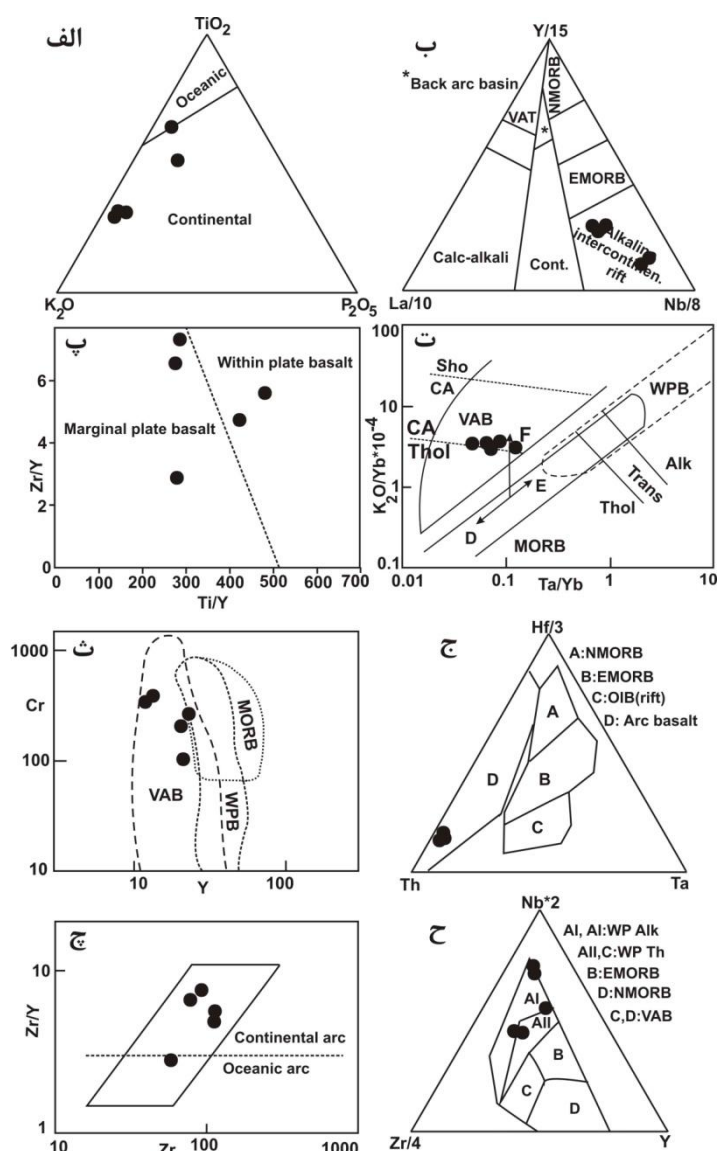 الف
TiO2
Oceanic
Continental
K2O
P2O5
ب
Y/15
*Back arc basin
NMORB
VAT
*
EMORB
Calc-alkali
Cont.
Alkalin
intercontinen.
rift
La/10
Nb/8
پ
Within plate basalt
Marginal plate basalt
Zr/Y
6
4
2
0
0 100 200 300 400 500 600 700
Ti/Y
ت
100
10
1
0.1
K2O/Yb*10-4
Sho
CA
VAB
CA
Thol
F
E
D
WPB
Alk
Trans
Thol
MORB
0.01 0.1 1 10
Ta/Yb
ث
1000
Cr
100
10
VAB
MORB
WPB
10 100
Y
ج
Hf/3
A:NMORB
B:EMORB
C:OIB(rift)
D: Arc basalt
A
D
B
C
Th
Ta
چ
10
Zr/Y
1
Continental arc
Oceanic arc
10 100 1000
Zr
ح
Nb*2
AI, AI:WP Alk
AII,C:WP Th
B:EMORB
D:NMORB
C,D:VAB
AI
AII
B
C
D
Zr/4
Y